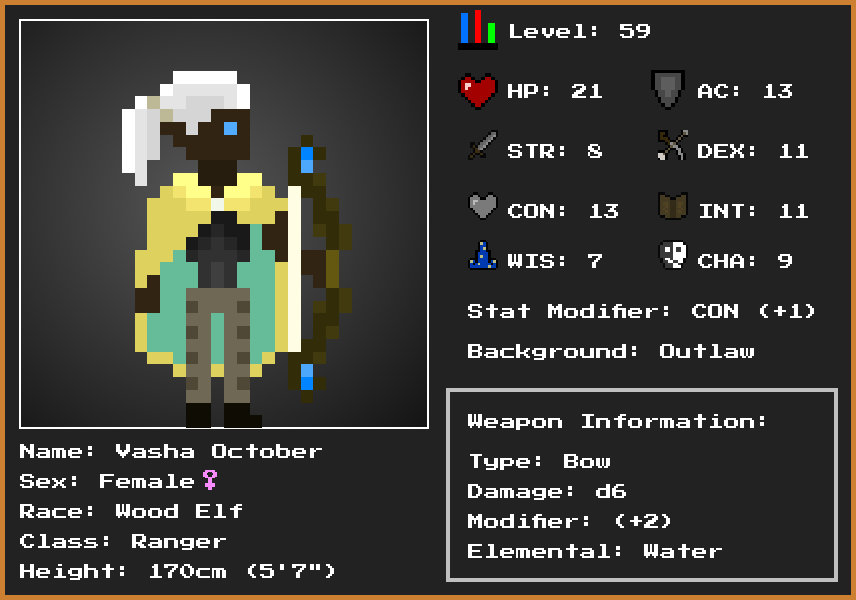 Level: 59
HP: 21 AC: 13
STR: 8 DEX: 11
CON: 13 INT: 11
WIS: 7 CHA: 9
Stat Modifier: CON (+1)
Background: Outlaw
Weapon Information:
Type: Bow
Damage: d6
Modifier: (+2)
Elemental: Water
Name: Vasha October
Sex: Female♀
Race: Wood Elf
Class: Ranger
Height: 170cm (5'7")